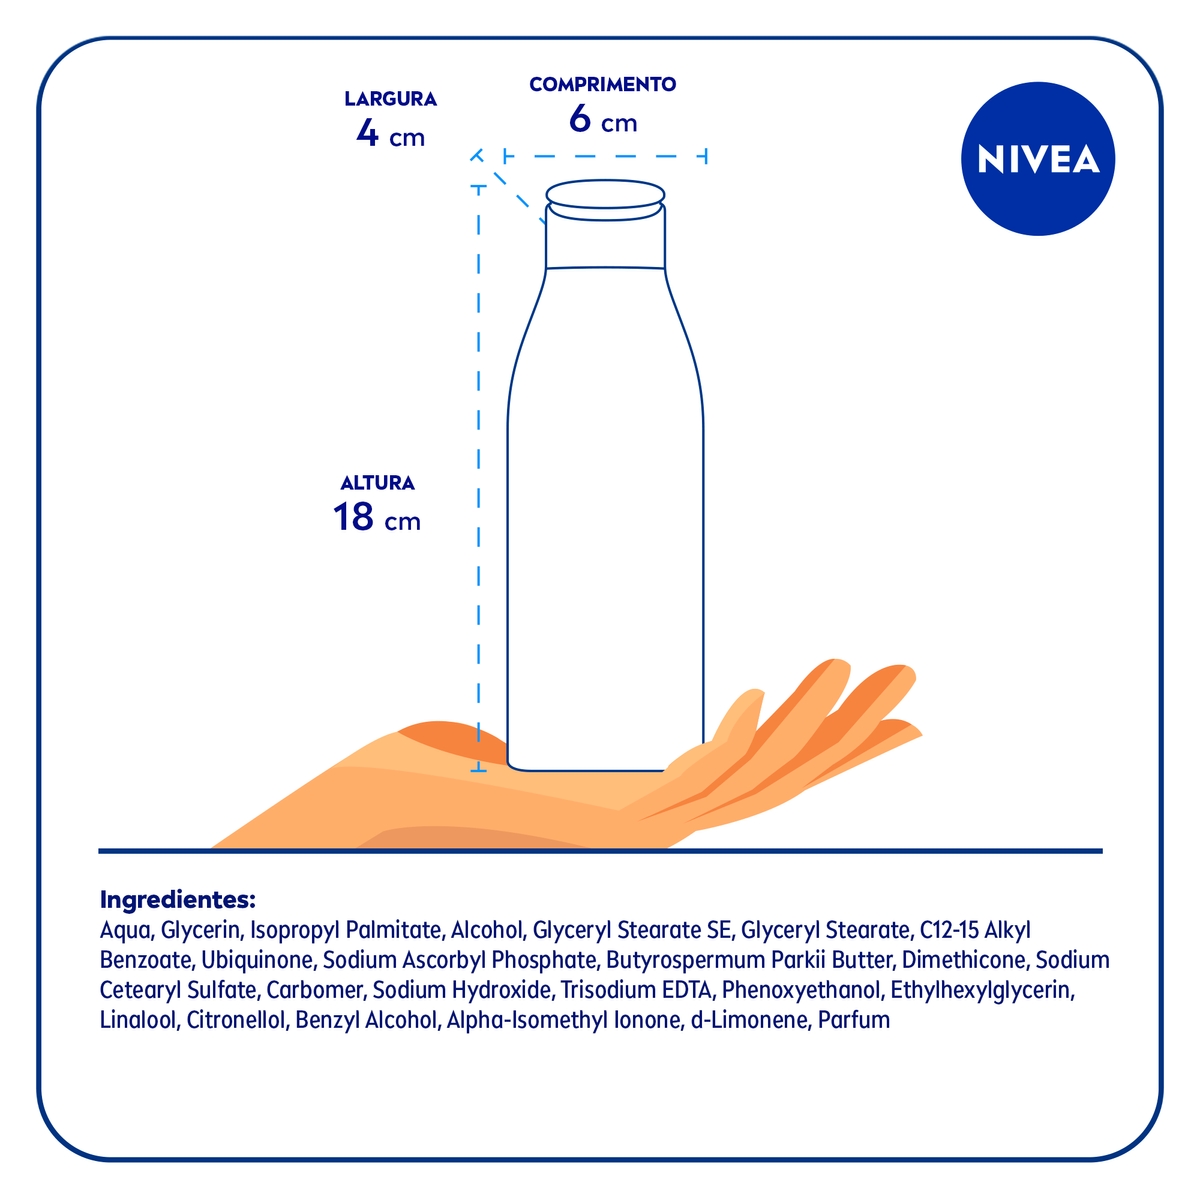 LARGURA
4 cm
COMPRIMENTO
6 cm
NIVEA
ALTURA
18 cm
Ingredientes:
Aqua, Glycerin, Isopropyl Palmitate, Alcohol, Glyceryl Stearate SE, Glyceryl Stearate, C12-15 Alkyl
Benzoate, Ubiquinone, Sodium Ascorbyl Phosphate, Butyrospermum Parkii Butter, Dimethicone, Sodium
Cetearyl Sulfate, Carbomer, Sodium Hydroxide, Trisodium EDTA, Phenoxyethanol, Ethylhexylglycerin,
Linalool, Citronellol, Benzyl Alcohol, Alpha-Isomethyl Ionone, d-Limonene, Parfum